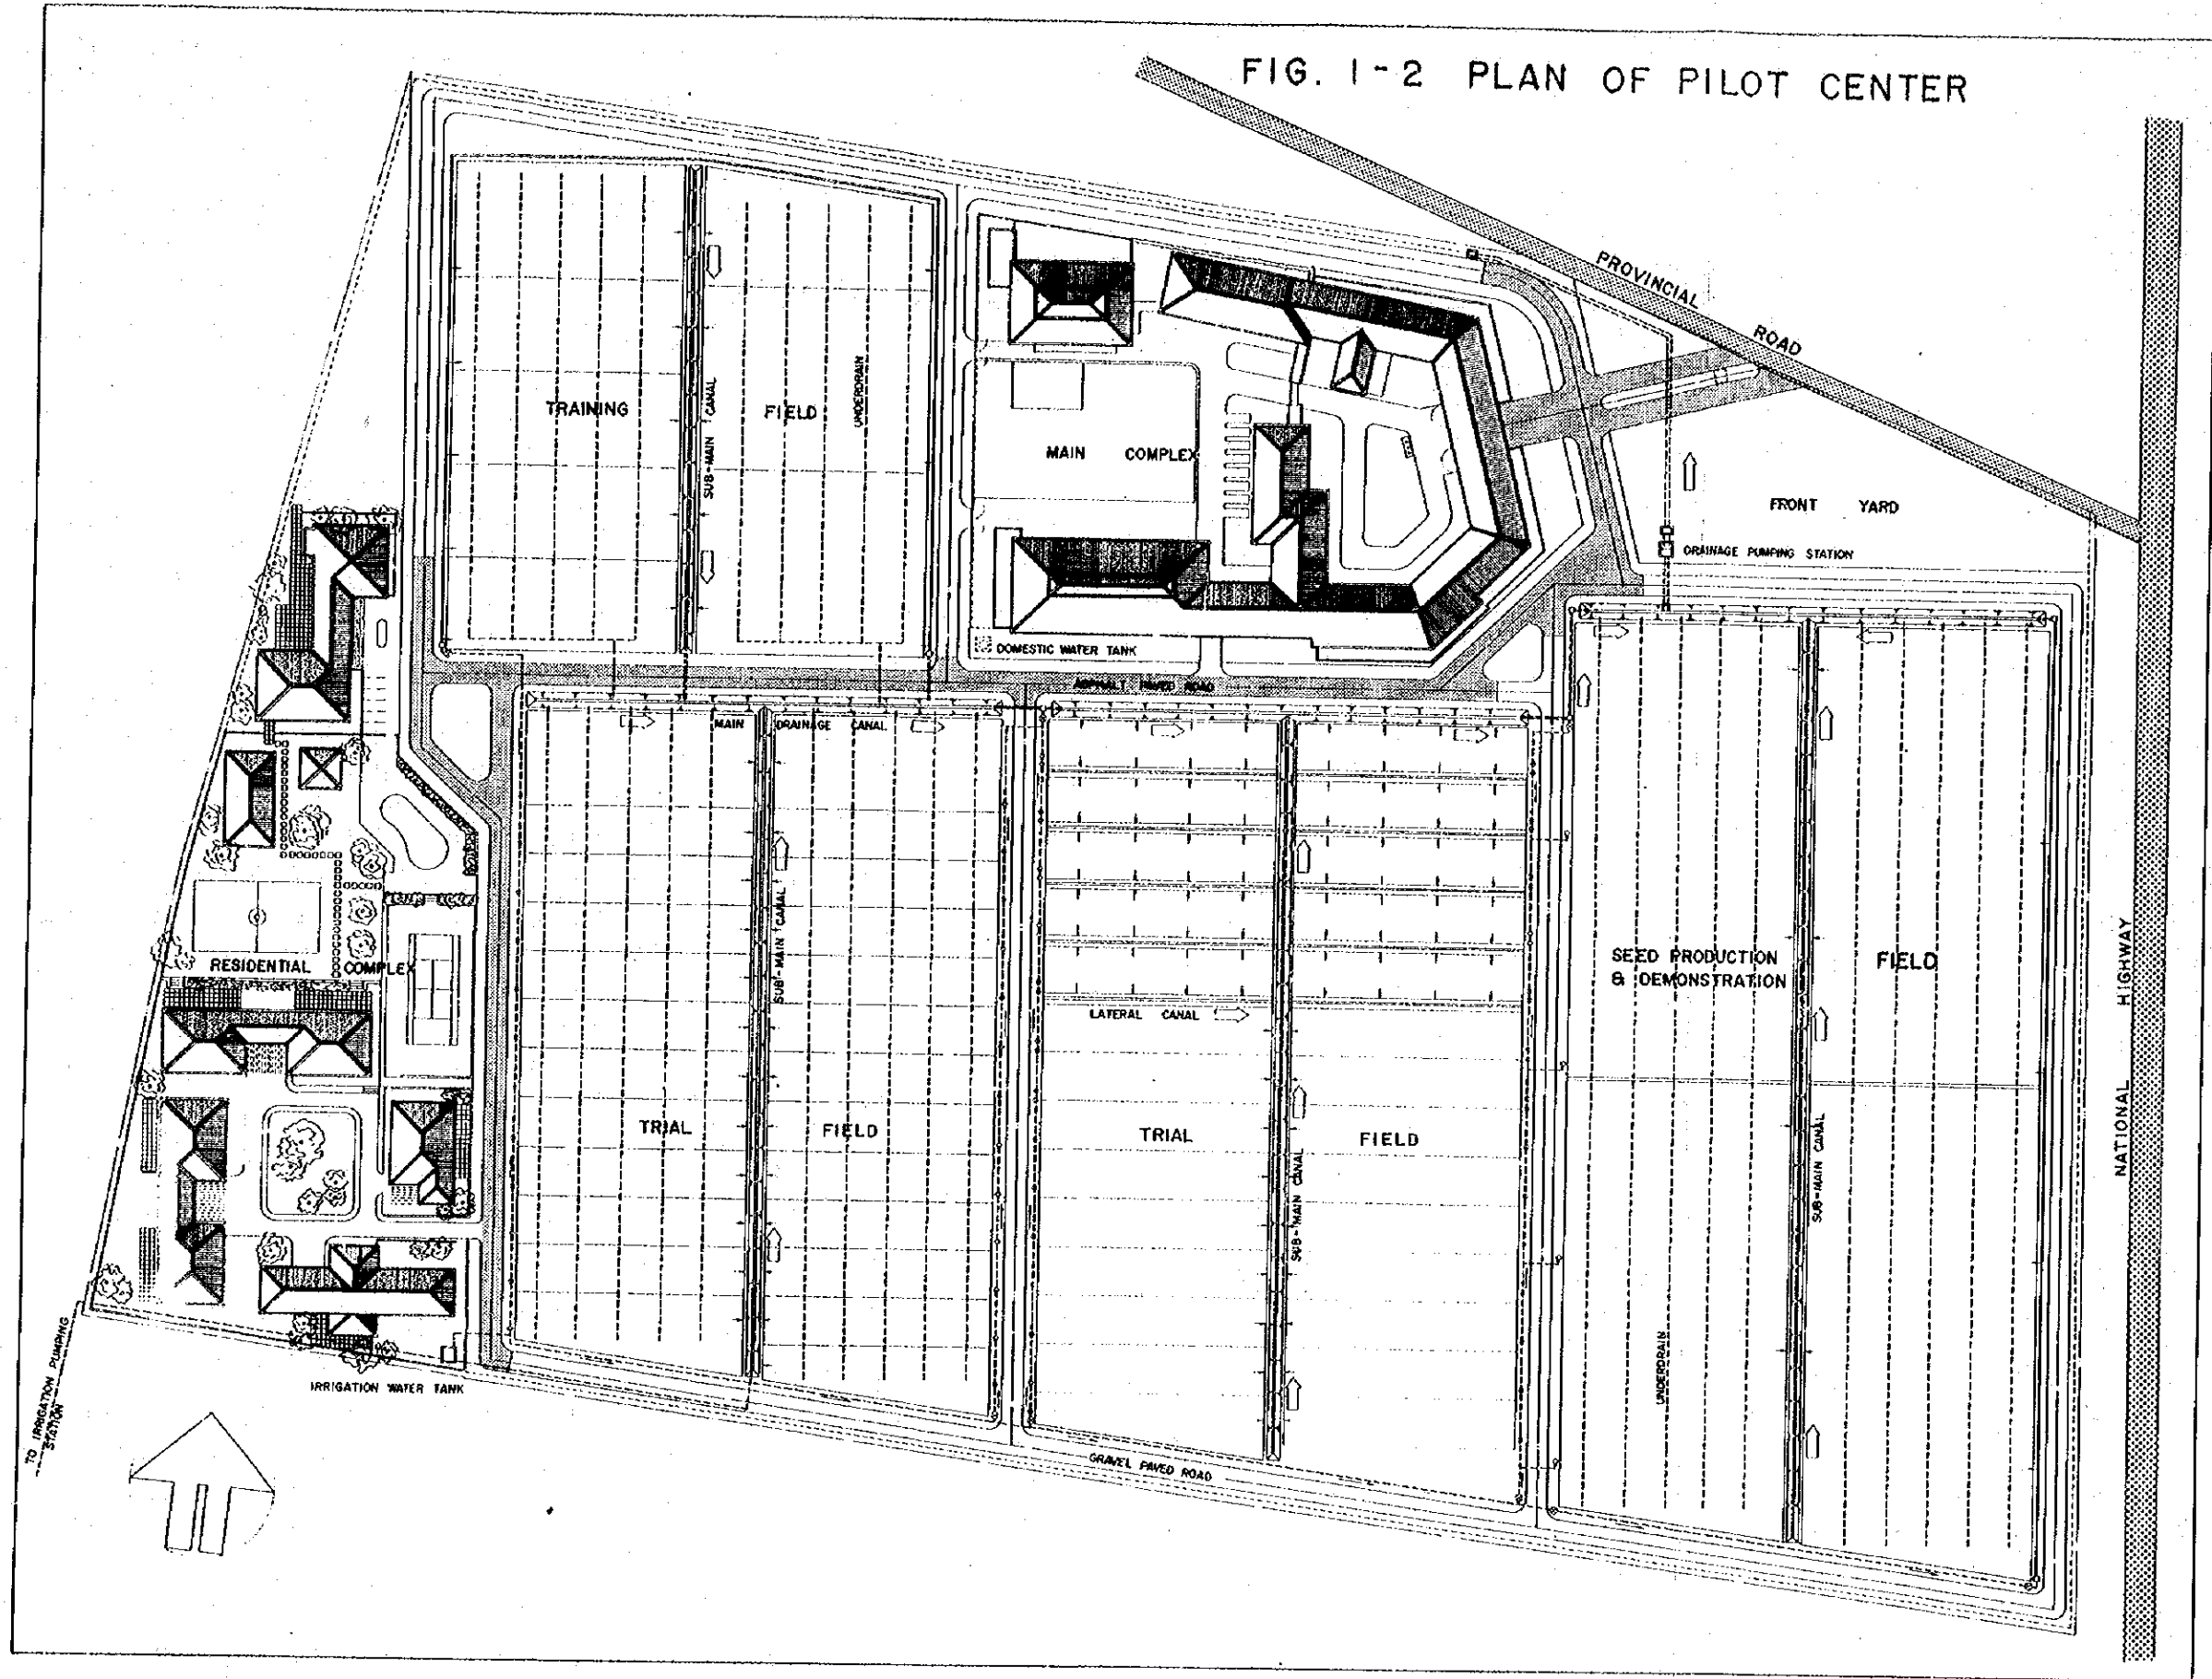 FIG. 1-2 PLAN OF PILOT CENTER
PROVINCIAL ROAD
TRAINING FIELD
SUB-MAIN CANAL
UNDERDRAIN
MAIN COMPLEX
FRONT YARD
DRAINAGE PUMPING STATION
DOMESTIC WATER TANK
ASPHALT PAVED ROAD
MAIN DRAINAGE CANAL
SUB-MAIN CANAL
RESIDENTIAL COMPLEX
SEED PRODUCTION
& DEMONSTRATION
FIELD
NATIONAL HIGHWAY
LATERAL CANAL
TRIAL FIELD
TRIAL FIELD
SUB-MAIN CANAL
SUB-MAIN CANAL
UNDERDRAIN
TO IRRIGATION PUMPING
STATION
IRRIGATION WATER TANK
GRAVEL PAVED ROAD